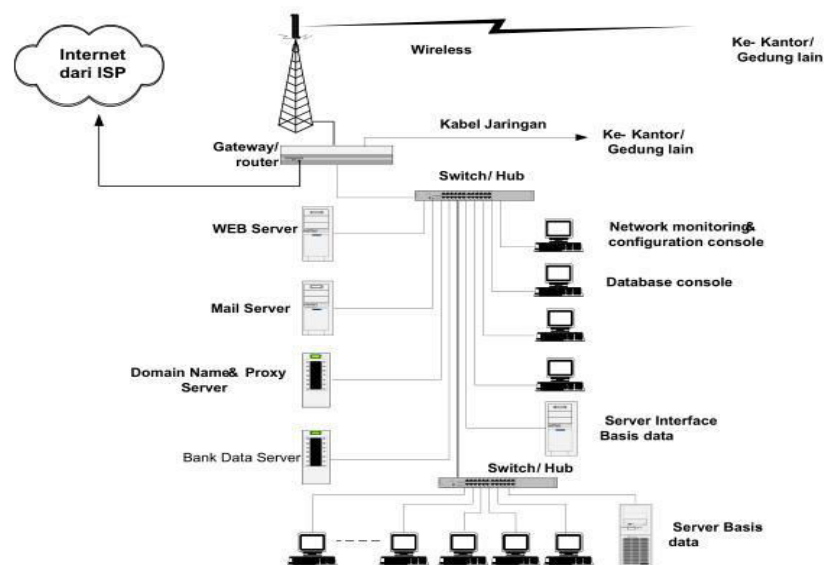 Internet
dari ISP
Wireless
Ke- Kantor/
Gedung lain
Kabel Jaringan
Ke- Kantor/
Gedung lain
Gateway/
router
Switch/ Hub
WEB Server
Network monitoring&
configuration console
Database console
Mail Server
Domain Name& Proxy
Server
Server Interface
Basis data
Bank Data Server
Switch/ Hub
Server Basis
data